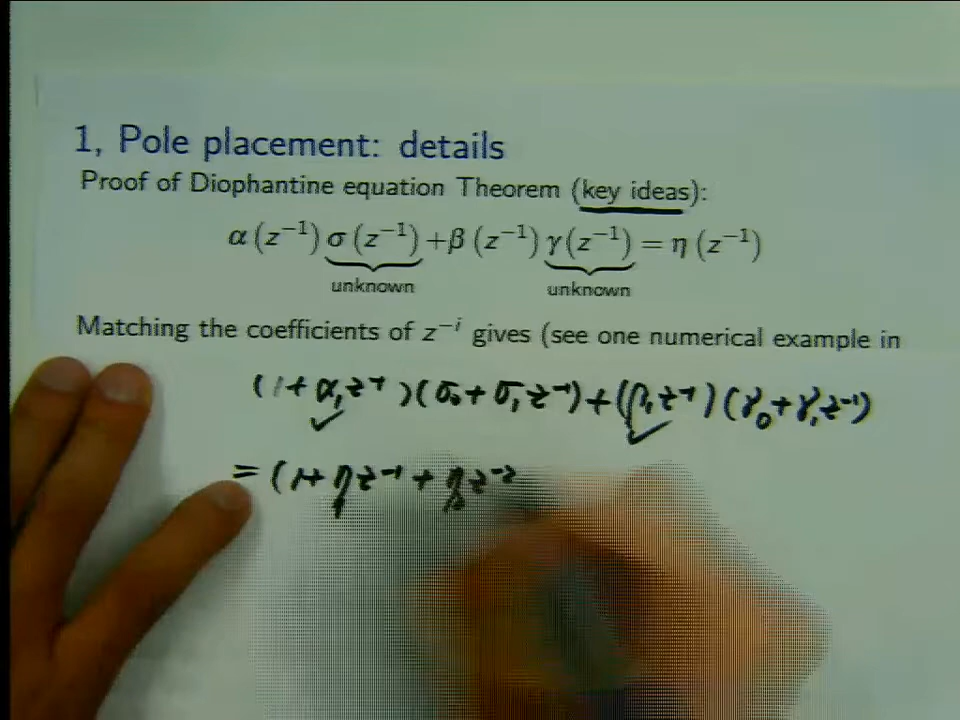 1, Pole placement: details
Proof of Diophantine equation Theorem (key ideas):
α(z⁻¹) σ(z⁻¹) + β(z⁻¹) γ(z⁻¹) = η(z⁻¹)
unknown unknown
Matching the coefficients of z⁻ⁱ gives (see one numerical example in
(1 + α₁z⁻¹)(σ₀ + σ₁z⁻¹) + (β₁z⁻¹)(γ₀ + γ₁z⁻¹)
= (1 + η₁z⁻¹ + η₂z⁻²